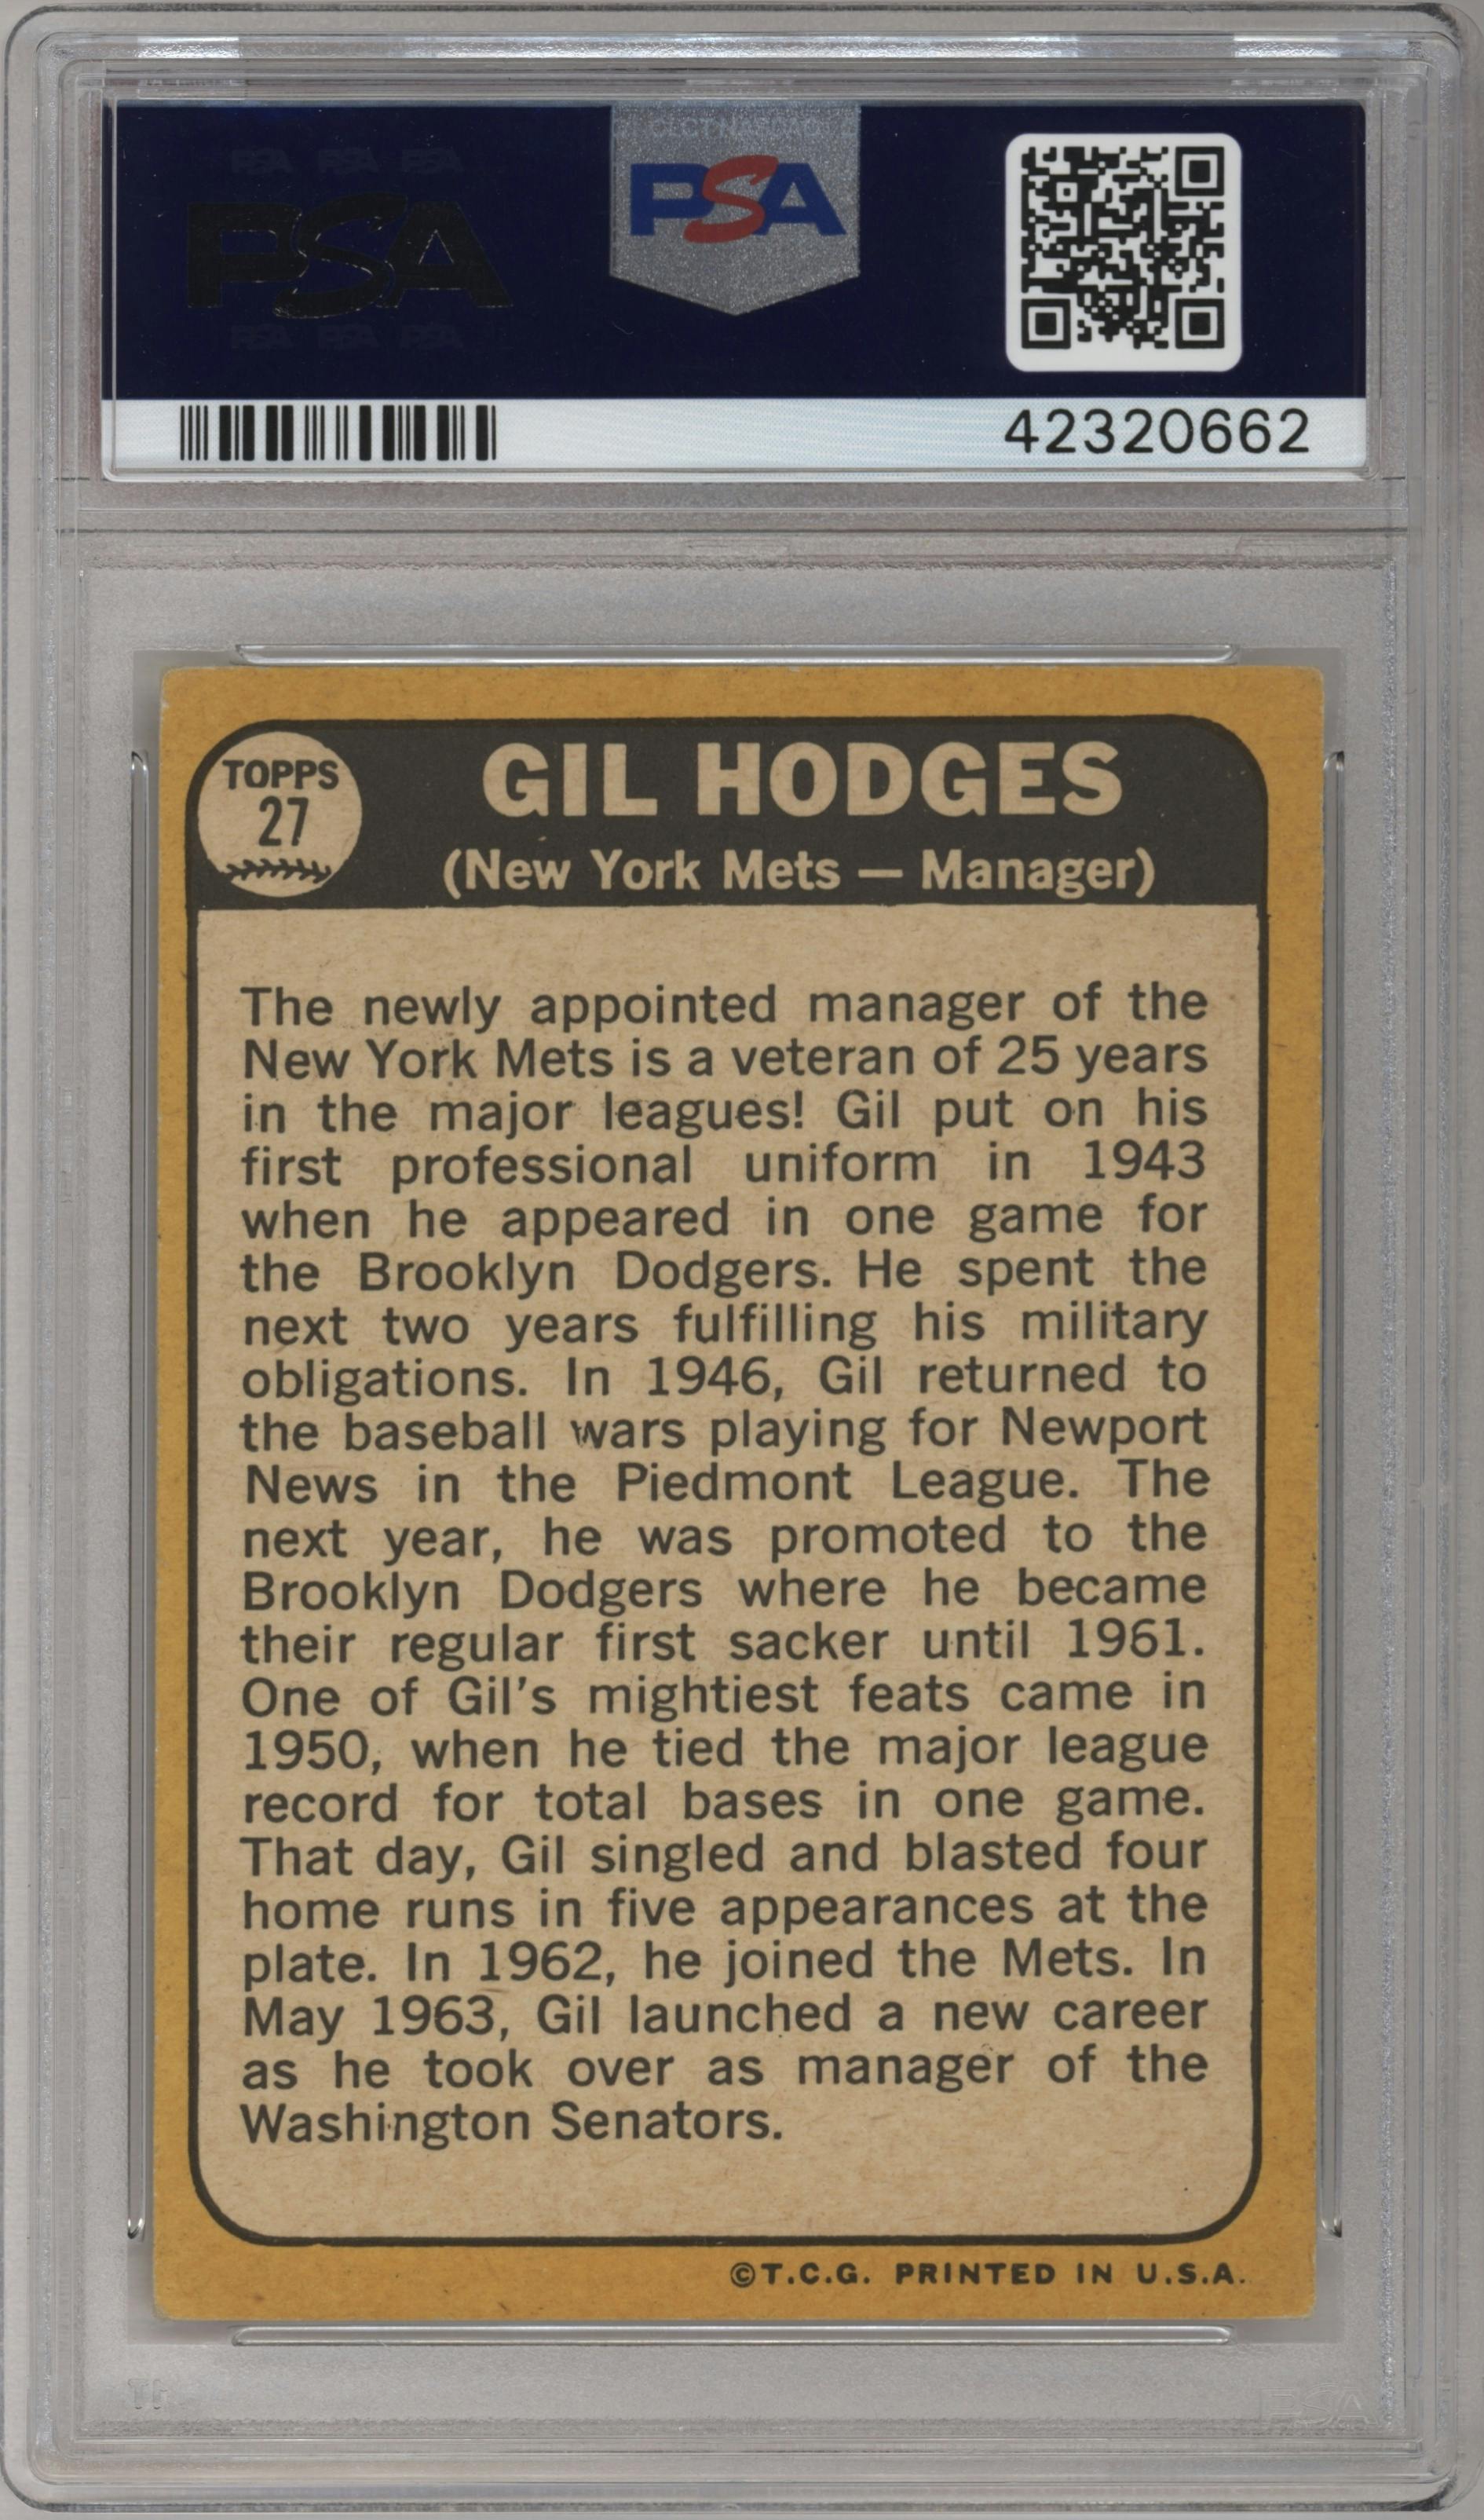 PSA
PSA
42320662
TOPPS
27
GIL HODGES
(New York Mets — Manager)
The newly appointed manager of the
New York Mets is a veteran of 25 years
in the major leagues! Gil put on his
first professional uniform in 1943
when he appeared in one game for
the Brooklyn Dodgers. He spent the
next two years fulfilling his military
obligations. In 1946, Gil returned to
the baseball wars playing for Newport
News in the Piedmont League. The
next year, he was promoted to the
Brooklyn Dodgers where he became
their regular first sacker until 1961.
One of Gil's mightiest feats came in
1950, when he tied the major league
record for total bases in one game.
That day, Gil singled and blasted four
home runs in five appearances at the
plate. In 1962, he joined the Mets. In
May 1963, Gil launched a new career
as he took over as manager of the
Washington Senators.
©T.C.G. PRINTED IN U.S.A.
PSA